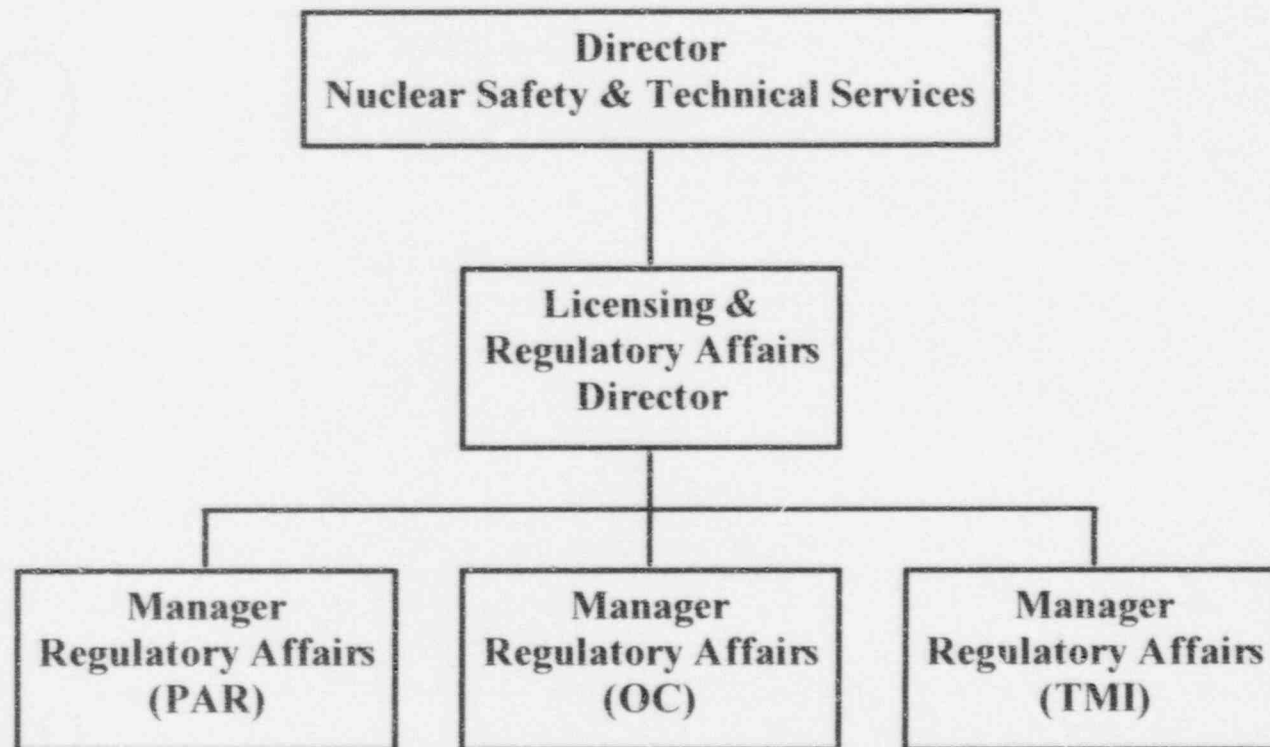 Director
Nuclear Safety & Technical Services
Licensing &
Regulatory Affairs
Director
Manager
Regulatory Affairs
(PAR)
Manager
Regulatory Affairs
(OC)
Manager
Regulatory Affairs
(TMI)